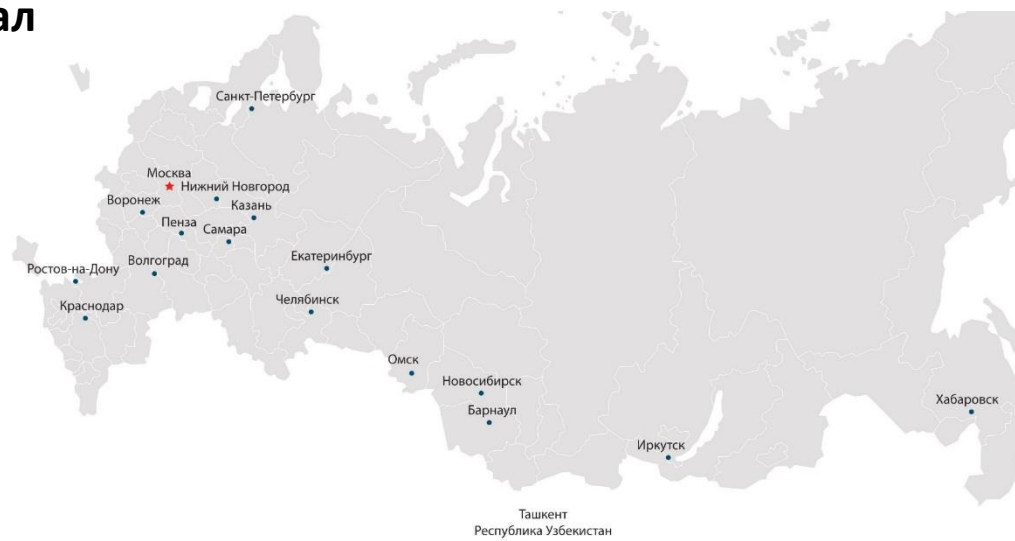 ал
Санкт-Петербург
Москва
Нижний Новгород
Воронеж
Казань
Пенза
Самара
Волгоград
Екатеринбург
Ростов-на-Дону
Челябинск
Краснодар
Омск
Новосибирск
Хабаровск
Барнаул
Иркутск
Ташкент
Республика Узбекистан